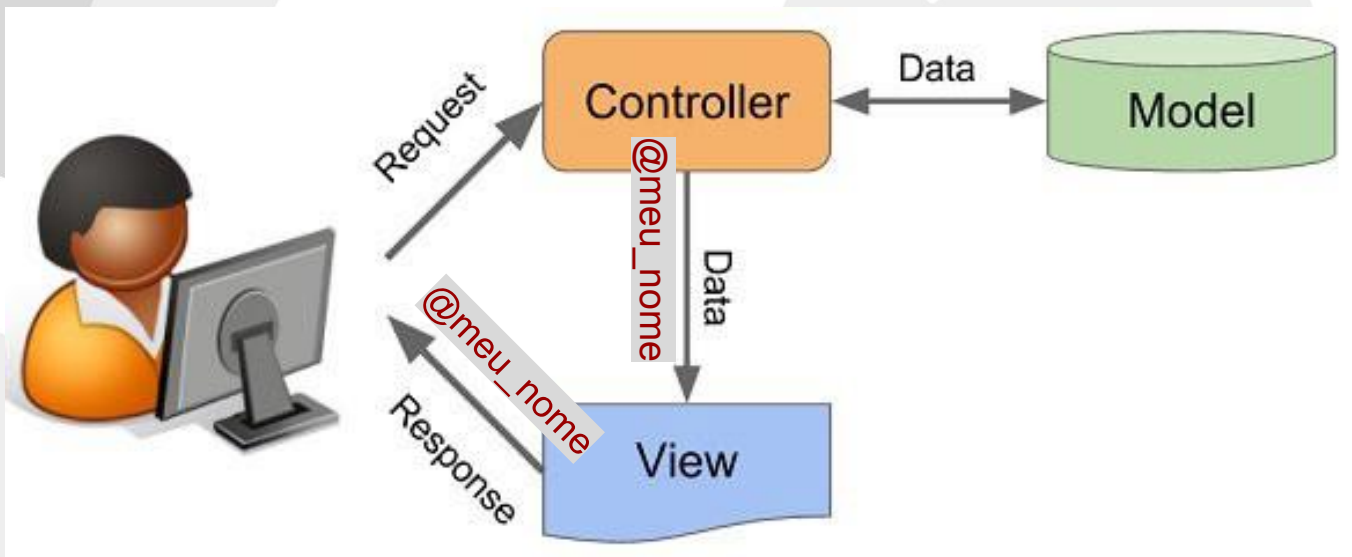 Request
Controller
Data
Model
@meu_nome
Data
@meu_nome
Response
View